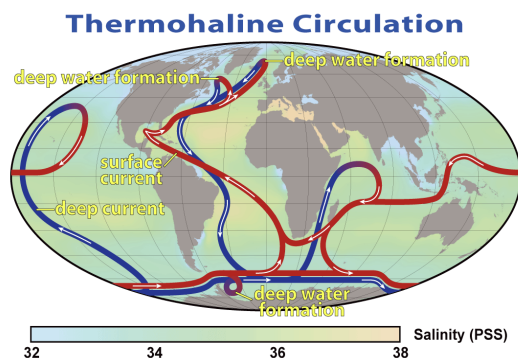 Thermohaline Circulation
deep water formation
deep water formation
surface
current
deep current
deep water
formation
Salinity (PSS)
32
34
36
38